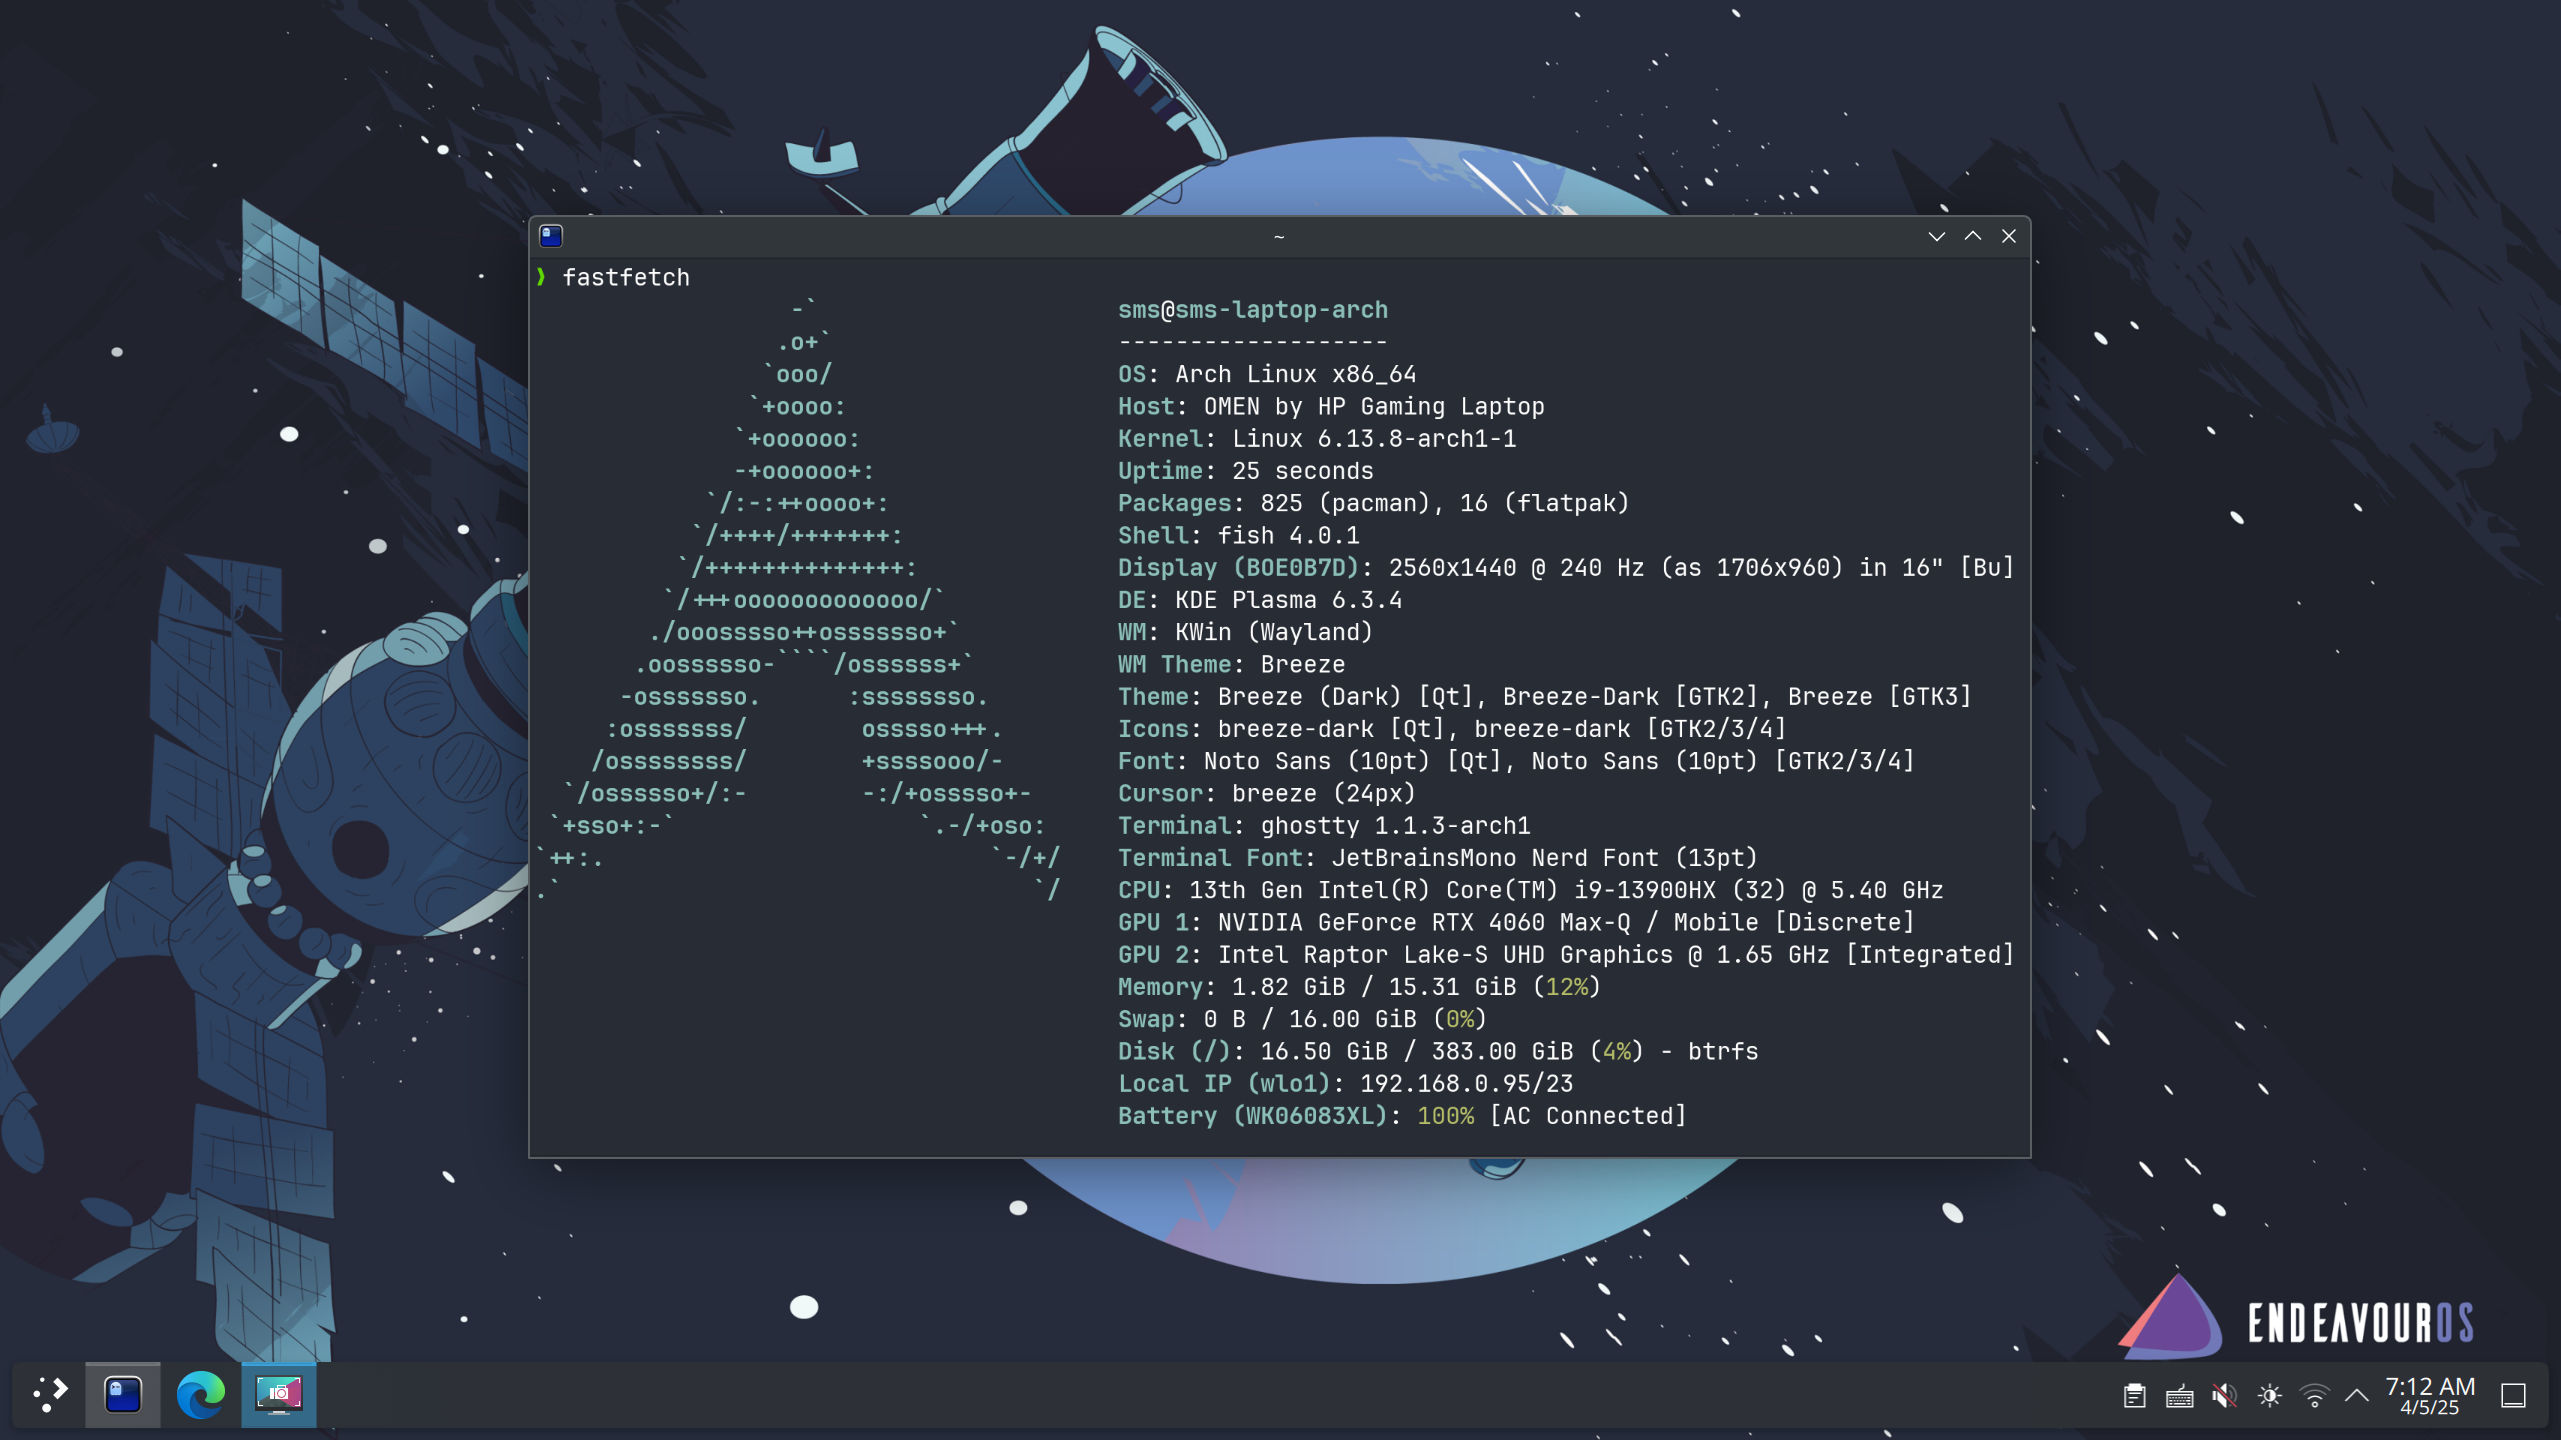 ~
❯ fastfetch
                  -`                     sms@sms-laptop-arch
                 .o+`                    -------------------
                `ooo/                    OS: Arch Linux x86_64
               `+oooo:                   Host: OMEN by HP Gaming Laptop
              `+oooooo:                  Kernel: Linux 6.13.8-arch1-1
              -+oooooo+:                 Uptime: 25 seconds
            `/:-:++oooo+:                Packages: 825 (pacman), 16 (flatpak)
           `/++++/+++++++:               Shell: fish 4.0.1
          `/++++++++++++++:              Display (BOE0B7D): 2560x1440 @ 240 Hz (as 1706x960) in 16" [Bu]
         `/+++ooooooooooooo/`            DE: KDE Plasma 6.3.4
        ./ooosssso++osssssso+`           WM: KWin (Wayland)
       .oossssso-````/ossssss+`          WM Theme: Breeze
      -osssssso.      :ssssssso.         Theme: Breeze (Dark) [Qt], Breeze-Dark [GTK2], Breeze [GTK3]
     :osssssss/        osssso+++.        Icons: breeze-dark [Qt], breeze-dark [GTK2/3/4]
    /ossssssss/        +ssssooo/-        Font: Noto Sans (10pt) [Qt], Noto Sans (10pt) [GTK2/3/4]
  `/ossssso+/:-        -:/+osssso+-      Cursor: breeze (24px)
 `+sso+:-`                 `.-/+oso:     Terminal: ghostty 1.1.3-arch1
`++:.                           `-/+/    Terminal Font: JetBrainsMono Nerd Font (13pt)
.`                                 `/    CPU: 13th Gen Intel(R) Core(TM) i9-13900HX (32) @ 5.40 GHz
GPU 1: NVIDIA GeForce RTX 4060 Max-Q / Mobile [Discrete]
GPU 2: Intel Raptor Lake-S UHD Graphics @ 1.65 GHz [Integrated]
Memory: 1.82 GiB / 15.31 GiB (12%)
Swap: 0 B / 16.00 GiB (0%)
Disk (/): 16.50 GiB / 383.00 GiB (4%) - btrfs
Local IP (wlo1): 192.168.0.95/23
Battery (WK06083XL): 100% [AC Connected]
ENDEAVOUROS
7:12 AM
4/5/25